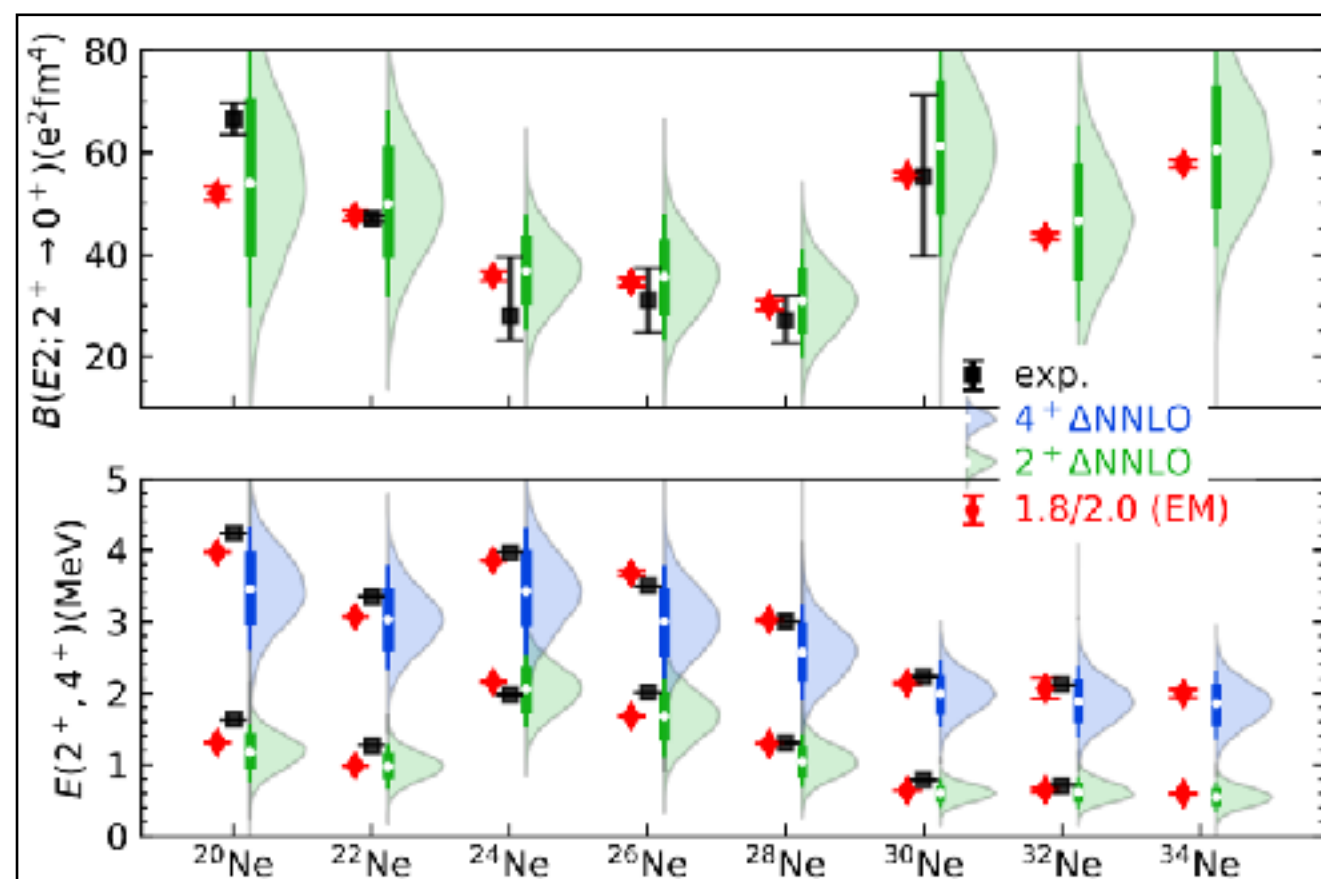 B(E2; 2⁺ → 0⁺)(e²fm⁴)
80
60
40
20
exp.
4⁺ ΔNNLO
2⁺ ΔNNLO
1.8/2.0 (EM)
E(2⁺, 4⁺)(MeV)
5
4
3
2
1
0
²⁰Ne ²²Ne ²⁴Ne ²⁶Ne ²⁸Ne ³⁰Ne ³²Ne ³⁴Ne